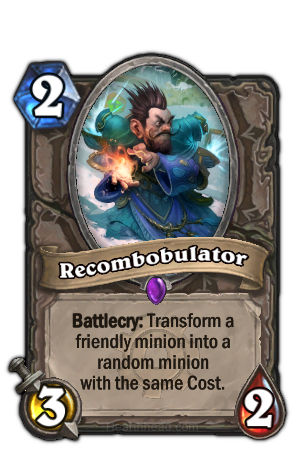 2
Recombobulator
Battlecry: Transform a
friendly minion into a
random minion
with the same Cost.
3
2